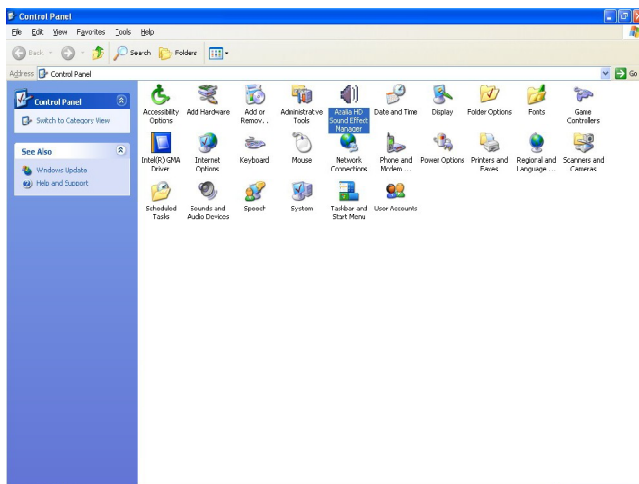 Control Panel
File Edit View Favorites Tools Help
Back Search Folders
Address Control Panel Go
Control Panel
Switch to Category View
See Also
Windows Update
Help and Support
Accessibility Options
Add Hardware
Add or Remov...
Administrative Tools
Azalia HD Sound Effect Manager
Date and Time
Display
Folder Options
Fonts
Game Controllers
Intel(R) GMA Driver
Internet Options
Keyboard
Mouse
Network Connections
Phone and Modem ...
Power Options
Printers and Faxes
Regional and Language ...
Scanners and Cameras
Scheduled Tasks
Sounds and Audio Devices
Speech
System
Taskbar and Start Menu
User Accounts